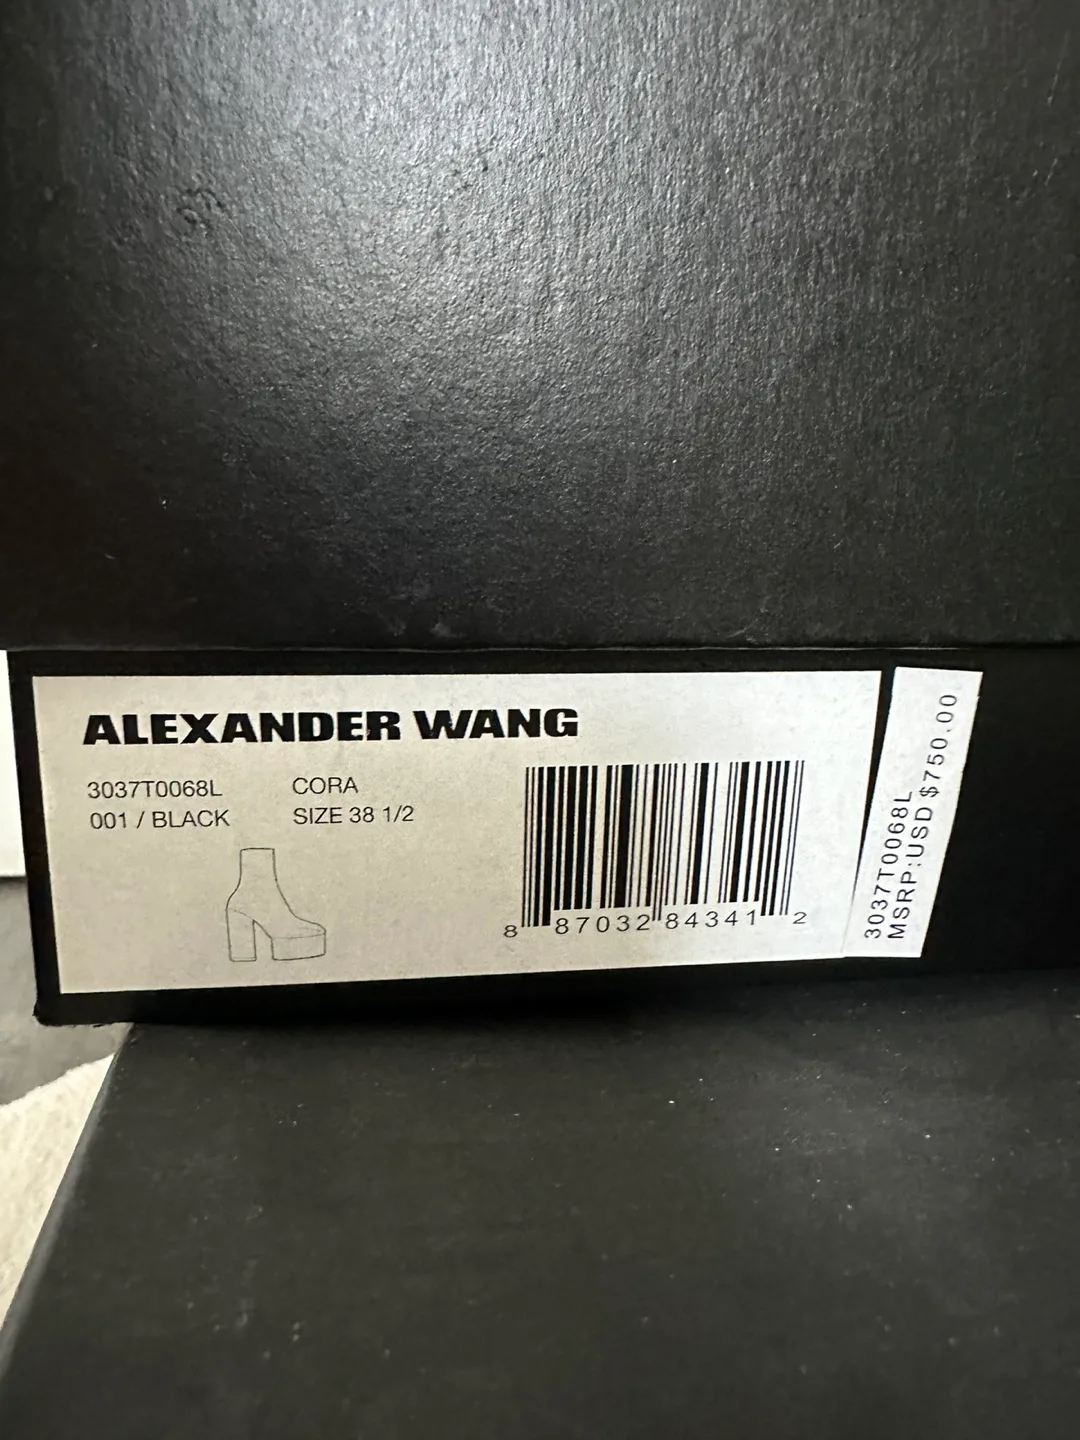 ALEXANDER WANG
3037T0068L CORA
001 / BLACK SIZE 38 1/2
8 87032 84341 2
3037T0068L
MSRP:USD $750.00